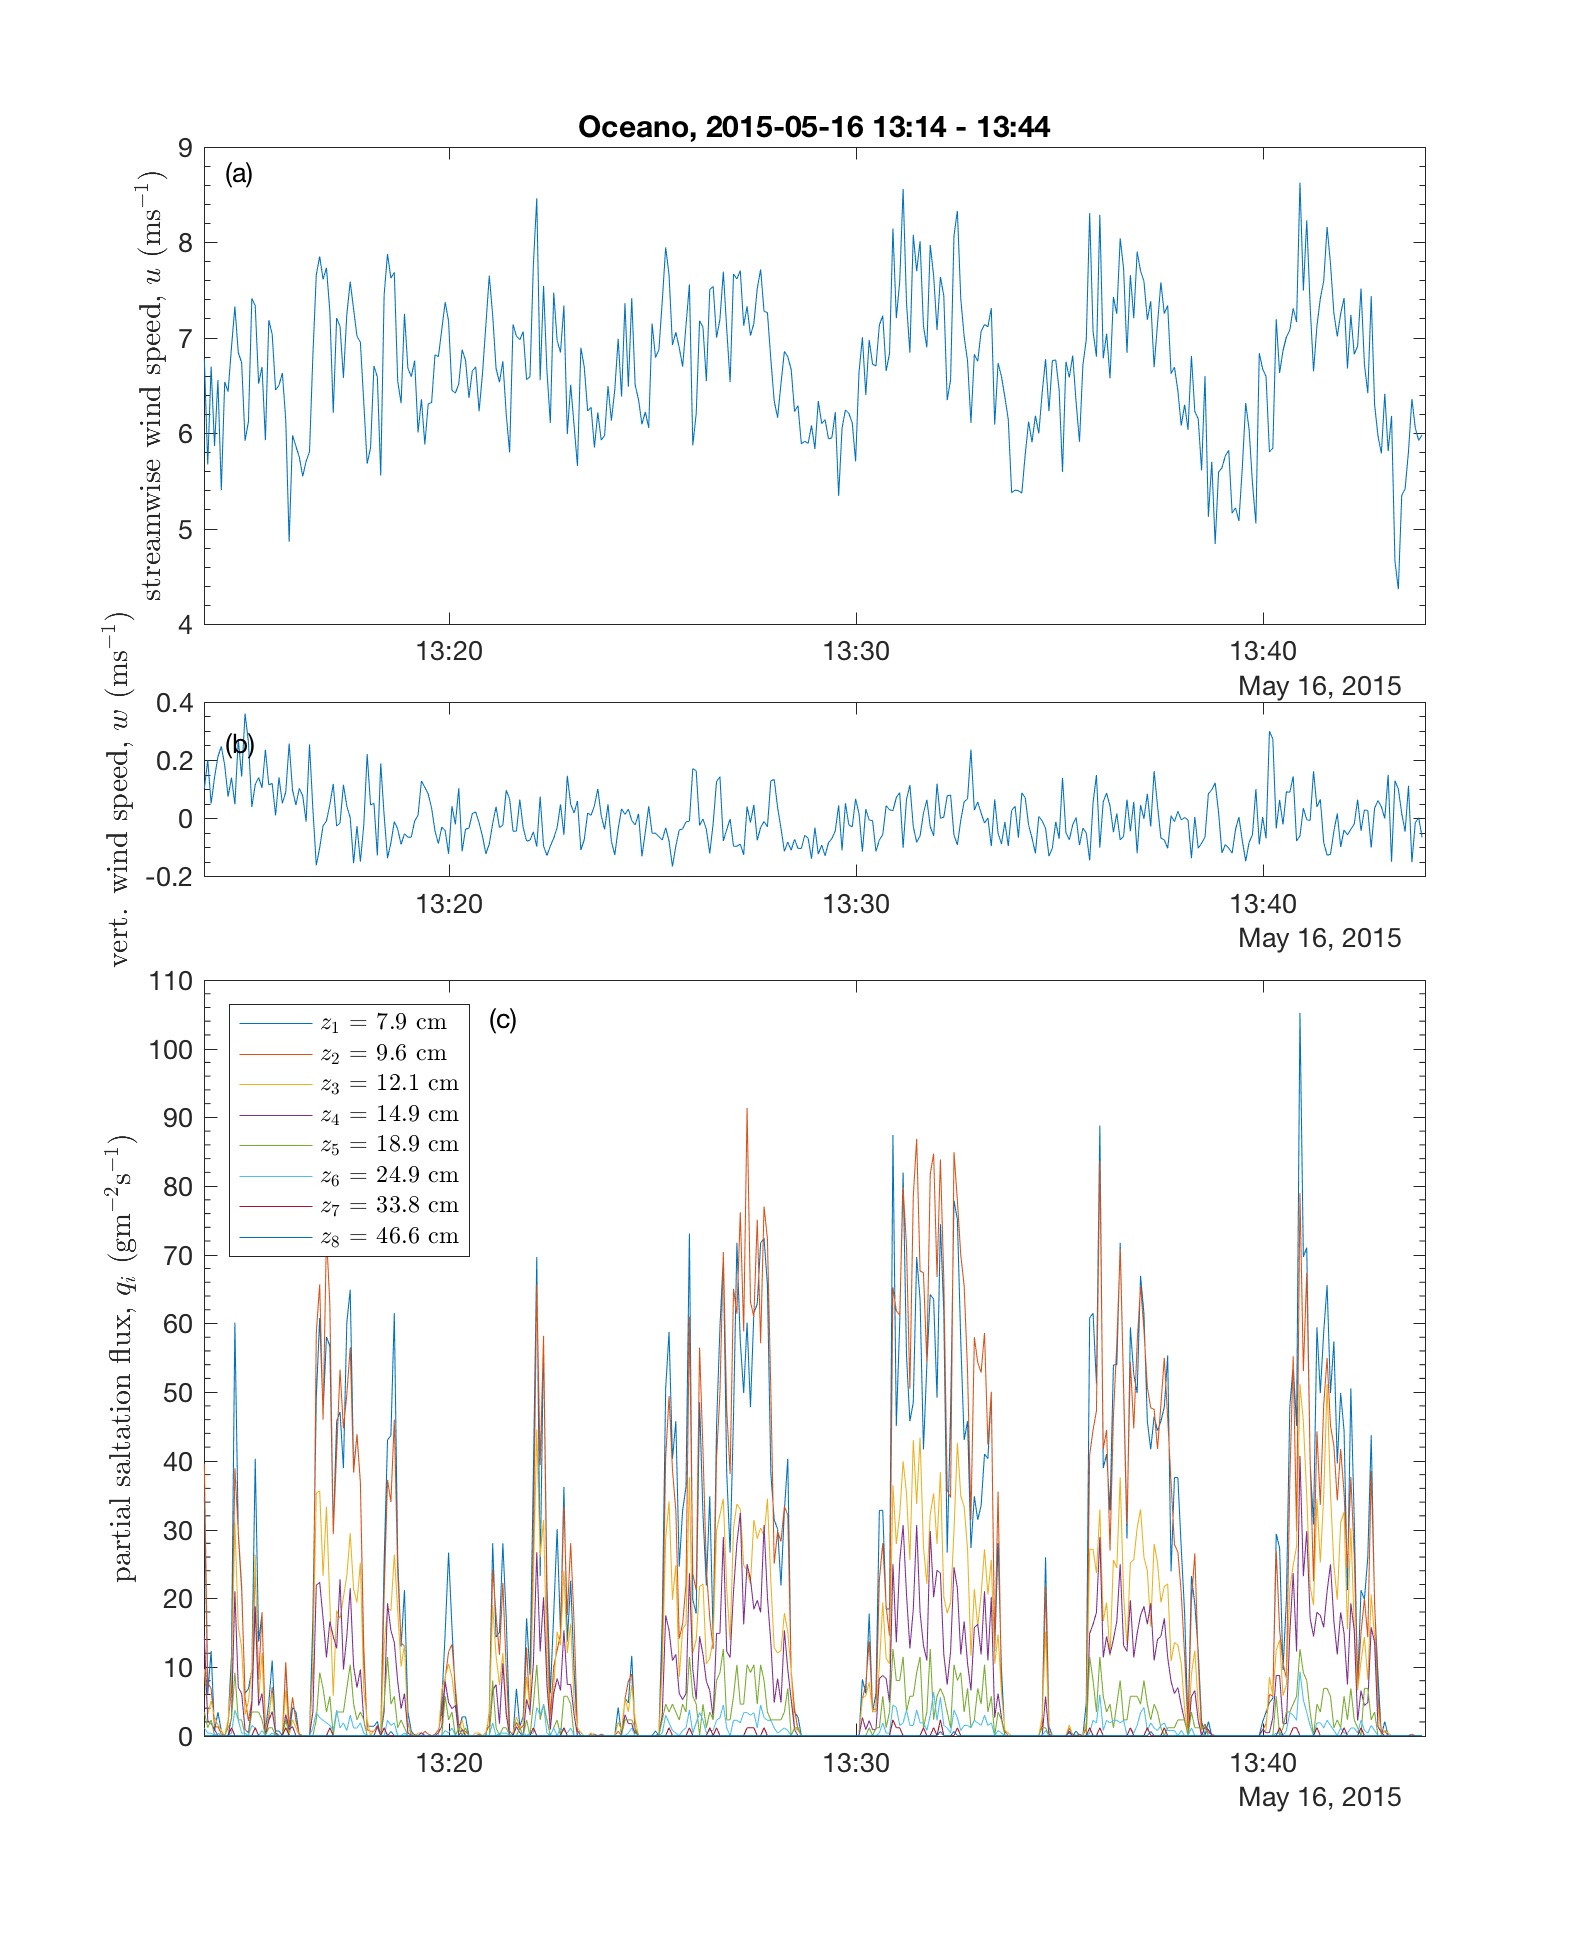 Oceano, 2015-05-16 13:14 - 13:44
(a)
streamwise wind speed, u (ms⁻¹)
9
8
7
6
5
4
13:20 13:30 13:40
May 16, 2015
(b)
vert. wind speed, w (ms⁻¹)
0.4
0.2
0
-0.2
13:20 13:30 13:40
May 16, 2015
(c)
partial saltation flux, qᵢ (gm⁻²s⁻¹)
110
100
90
80
70
60
50
40
30
20
10
0
z₁ = 7.9 cm
z₂ = 9.6 cm
z₃ = 12.1 cm
z₄ = 14.9 cm
z₅ = 18.9 cm
z₆ = 24.9 cm
z₇ = 33.8 cm
z₈ = 46.6 cm
13:20 13:30 13:40
May 16, 2015